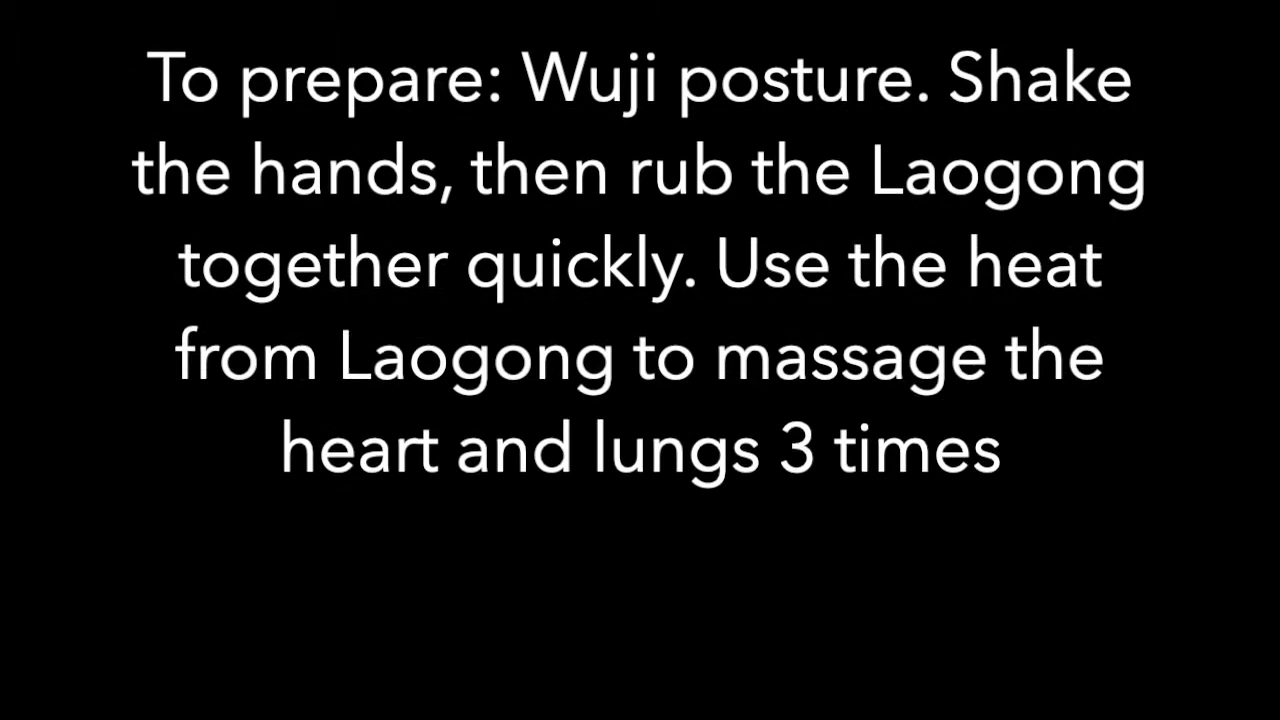 To prepare: Wuji posture. Shake
the hands, then rub the Laogong
together quickly. Use the heat
from Laogong to massage the
heart and lungs 3 times